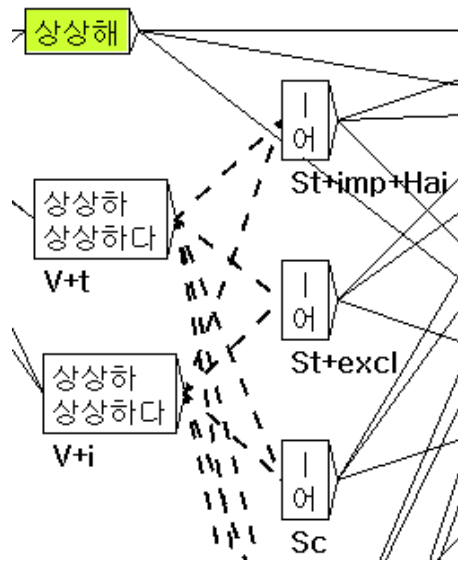 상상해
ㅣ
어
St+imp+Hai
상상하
상상하다
V+t
ㅣ
어
St+excl
상상하
상상하다
V+i
ㅣ
어
Sc